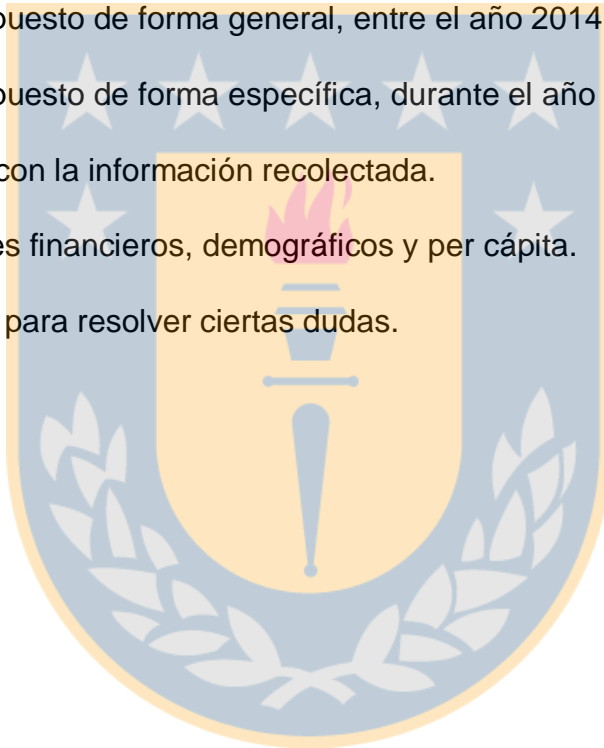 puesto de forma general, entre el año 2014
puesto de forma específica, durante el año
con la información recolectada.
es financieros, demográficos y per cápita.
para resolver ciertas dudas.